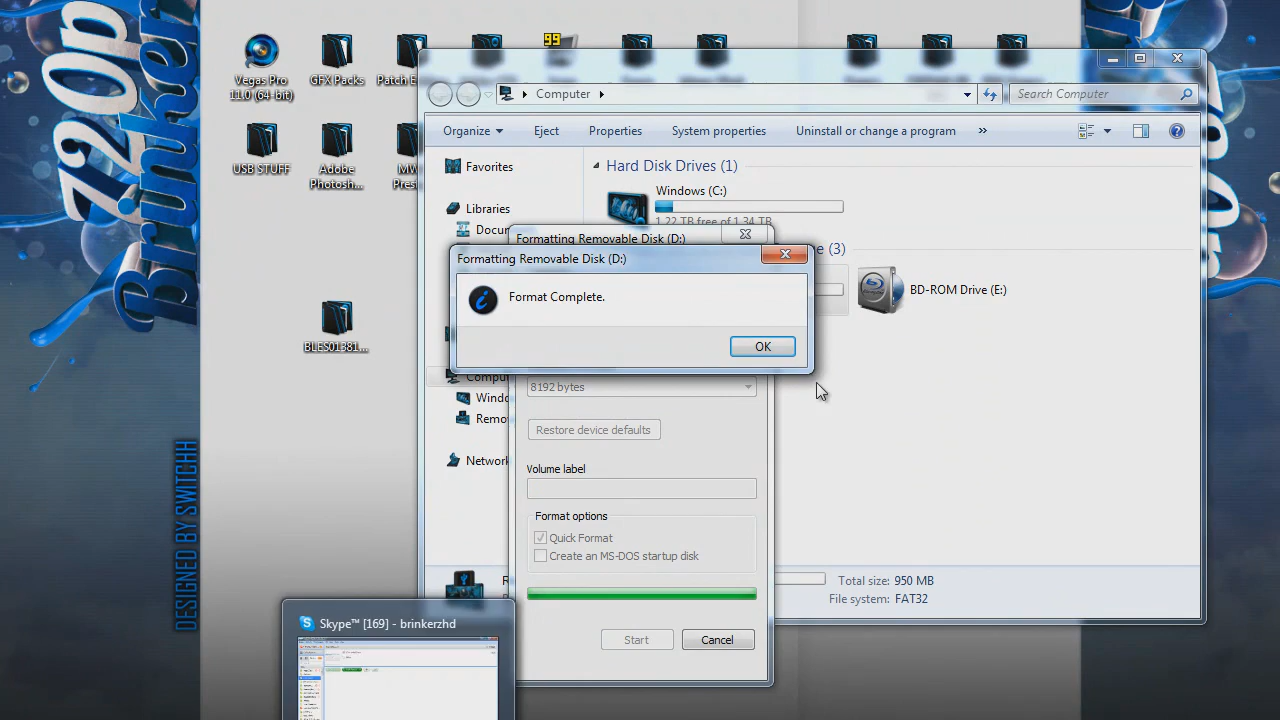 720p
Brinkerz
DESIGNED BY SWITCHH
Vegas Pro
11.0 (64-bit)
GFX Packs
Patch E
99
USB STUFF
Adobe
Photosh...
MW
Pres
BLES01381...
Computer
Search Computer
Organize
Eject
Properties
System properties
Uninstall or change a program
»
Favorites
Libraries
Docu
Compu
Windo
Remo
Network
Hard Disk Drives (1)
Windows (C:)
1.22 TB free of 1.34 TB
e (3)
BD-ROM Drive (E:)
Formatting Removable Disk (D:)
Formatting Removable Disk (D:)
Format Complete.
OK
8192 bytes
Restore device defaults
Volume label
Format options
Quick Format
Create an MS-DOS startup disk
Start
Cancel
Total size: 950 MB
File system: FAT32
Skype™ [169] - brinkerzhd